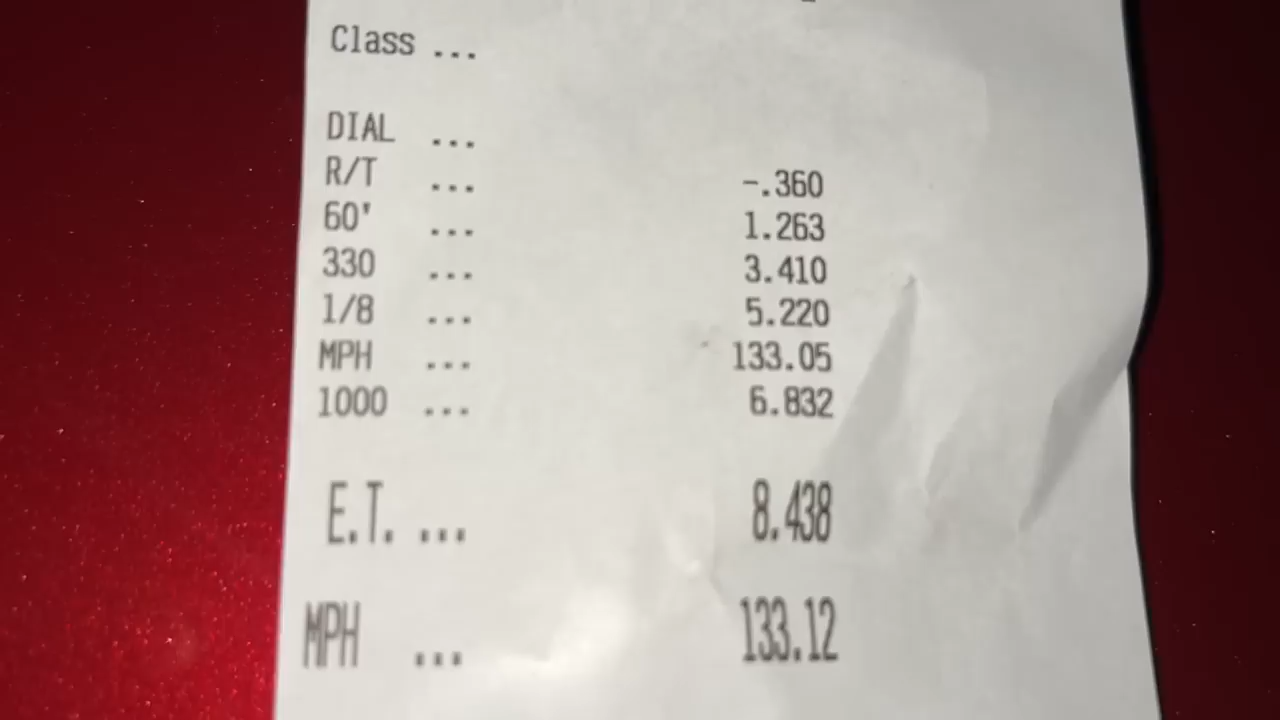 Class ...
DIAL ...
R/T ... -.360
60' ... 1.263
330 ... 3.410
1/8 ... 5.220
MPH ... 133.05
1000 ... 6.832
E.T. ... 8.438
MPH ... 133.12